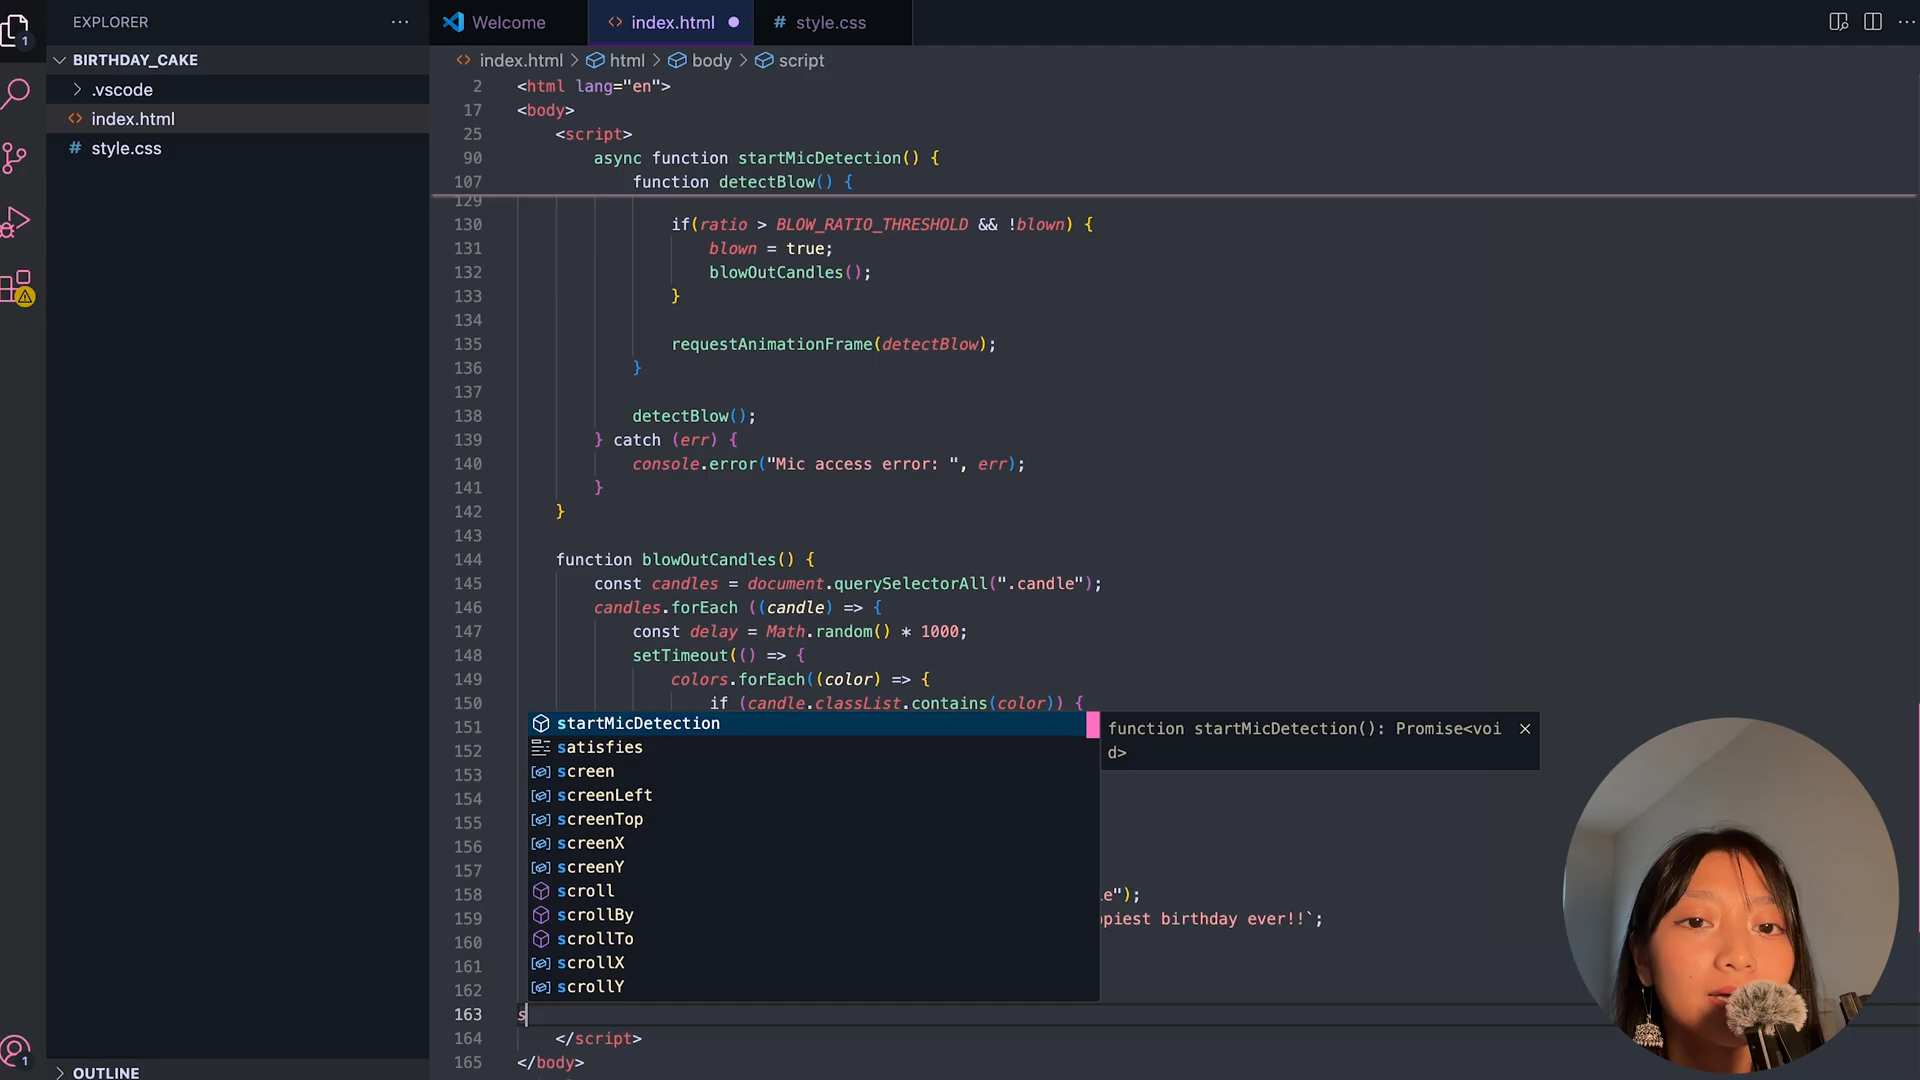 EXPLORER
Welcome
index.html
style.css
1
BIRTHDAY_CAKE
.vscode
index.html
style.css
index.html > html > body > script
2 <html lang="en">
17 <body>
25 <script>
90 async function startMicDetection() {
107 function detectBlow() {
129
130 if(ratio > BLOW_RATIO_THRESHOLD && !blown) {
131 blown = true;
132 blowOutCandles();
133 }
134
135 requestAnimationFrame(detectBlow);
136 }
137
138 detectBlow();
139 } catch (err) {
140 console.error("Mic access error: ", err);
141 }
142 }
143
144 function blowOutCandles() {
145 const candles = document.querySelectorAll(".candle");
146 candles.forEach ((candle) => {
147 const delay = Math.random() * 1000;
148 setTimeout(() => {
149 colors.forEach((color) => {
150 if (candle.classList.contains(color)) {
151 startMicDetection
function startMicDetection(): Promise<voi
d>
152 satisfies
153 screen
154 screenLeft
155 screenTop
156 screenX
157 screenY
158 scroll e");
159 scrollBy ppiest birthday ever!!`;
160 scrollTo
161 scrollX
162 scrollY
163 s
164 </script>
165 </body>
1
OUTLINE